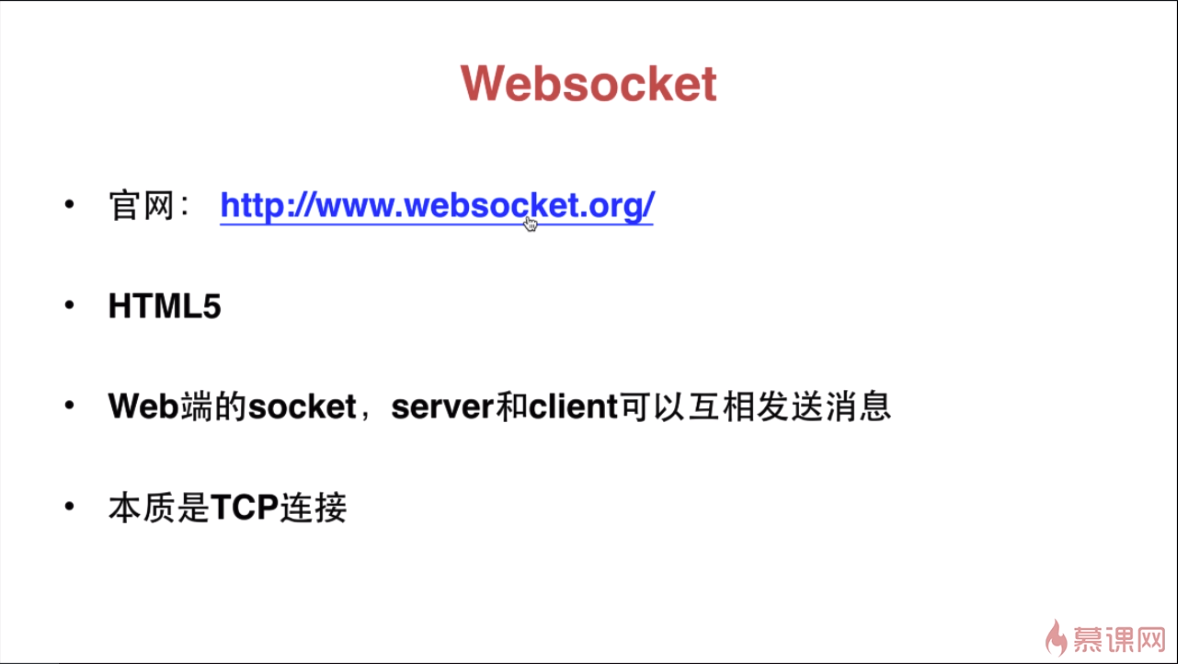 Websocket
• 官网： http://www.websocket.org/
• HTML5
• Web端的socket，server和client可以互相发送消息
• 本质是TCP连接
慕课网